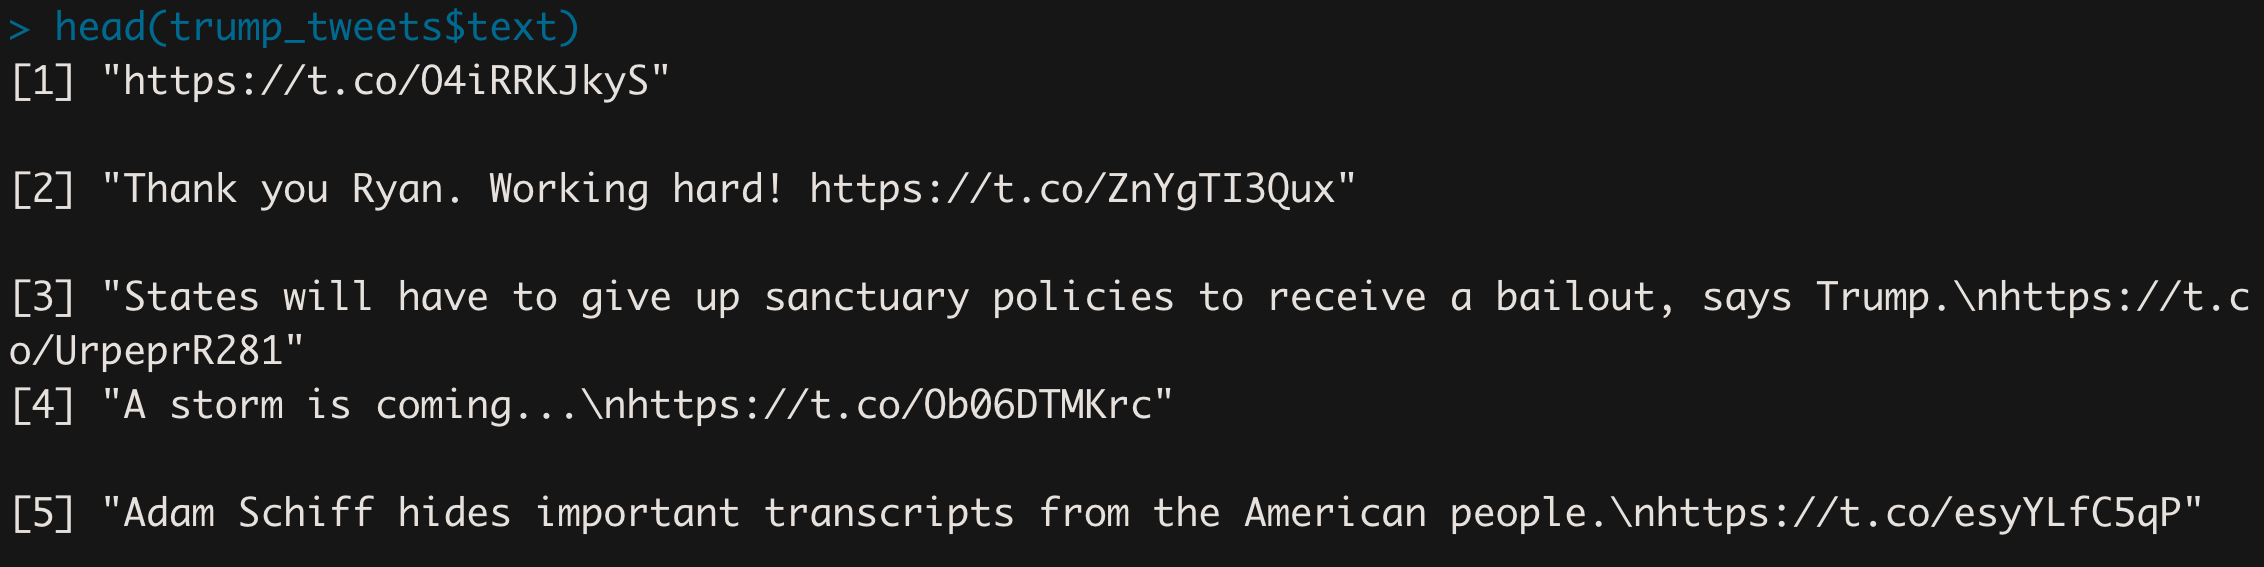 > head(trump_tweets$text)
[1] "https://t.co/O4iRRKJkyS"
[2] "Thank you Ryan. Working hard! https://t.co/ZnYgTI3Qux"
[3] "States will have to give up sanctuary policies to receive a bailout, says Trump.\nhttps://t.c
o/UrpeprR281"
[4] "A storm is coming...\nhttps://t.co/Ob06DTMKrc"
[5] "Adam Schiff hides important transcripts from the American people.\nhttps://t.co/esyYLfC5qP"